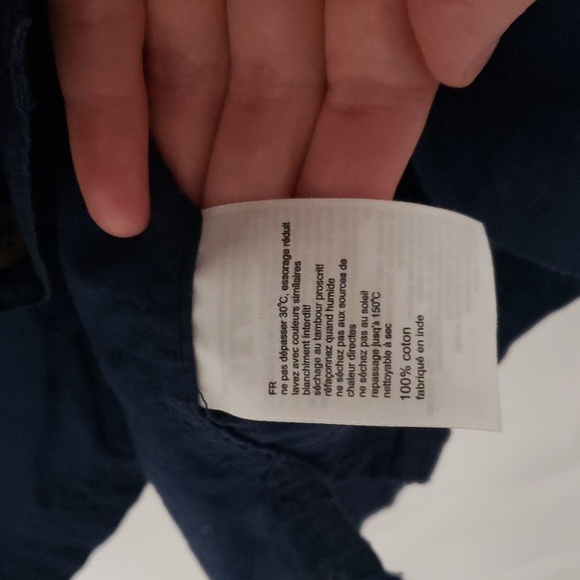 FR
ne pas dépasser 30°C, essorage réduit
lavez avec couleurs similaires
blanchiment interdit!
séchage au tambour proscrit!
réfaçonnez quand humide
ne séchez pas aux sources de
chaleur directes
ne séchez pas au soleil
repassage jusq'à 150°C
nettoyable à sec
100% coton
fabriqué en inde